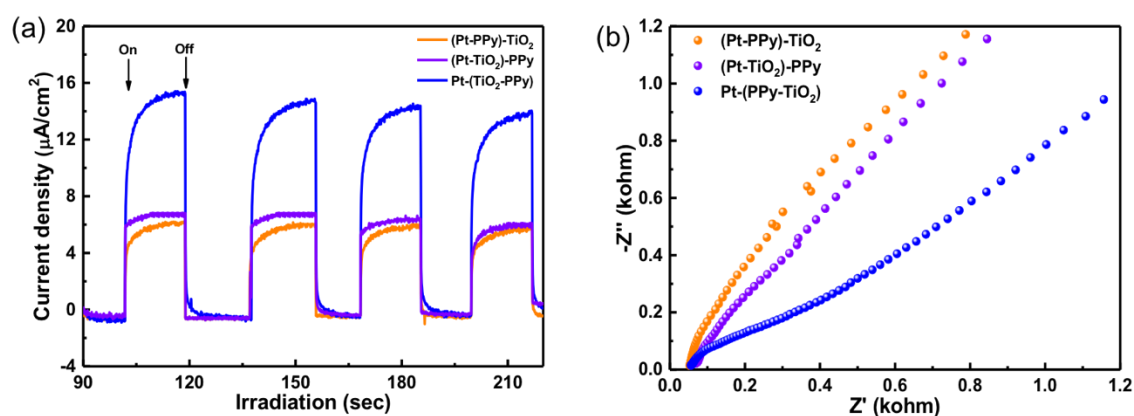 (a)
On
Off
(Pt-PPy)-TiO₂
(Pt-TiO₂)-PPy
Pt-(TiO₂-PPy)
Current density (μA/cm²)
20
16
12
8
4
0
-4
90
120
150
180
210
Irradiation (sec)
(b)
(Pt-PPy)-TiO₂
(Pt-TiO₂)-PPy
Pt-(PPy-TiO₂)
-Z'' (kohm)
1.2
1.0
0.8
0.6
0.4
0.2
0.0
0.0
0.2
0.4
0.6
0.8
1.0
1.2
Z' (kohm)